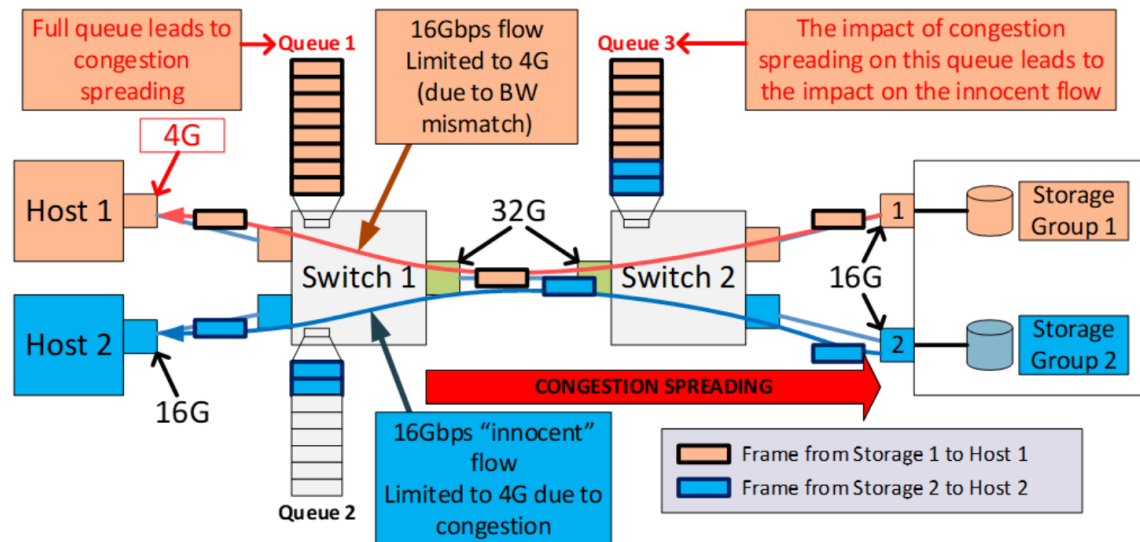 Full queue leads to
congestion
spreading
Queue 1
16Gbps flow
Limited to 4G
(due to BW
mismatch)
Queue 3
The impact of congestion
spreading on this queue leads to
the impact on the innocent flow
4G
Host 1
32G
1
Storage
Group 1
Switch 1
Switch 2
16G
Host 2
2
Storage
Group 2
16G
CONGESTION SPREADING
16Gbps “innocent”
flow
Limited to 4G due to
congestion
Queue 2
Frame from Storage 1 to Host 1
Frame from Storage 2 to Host 2